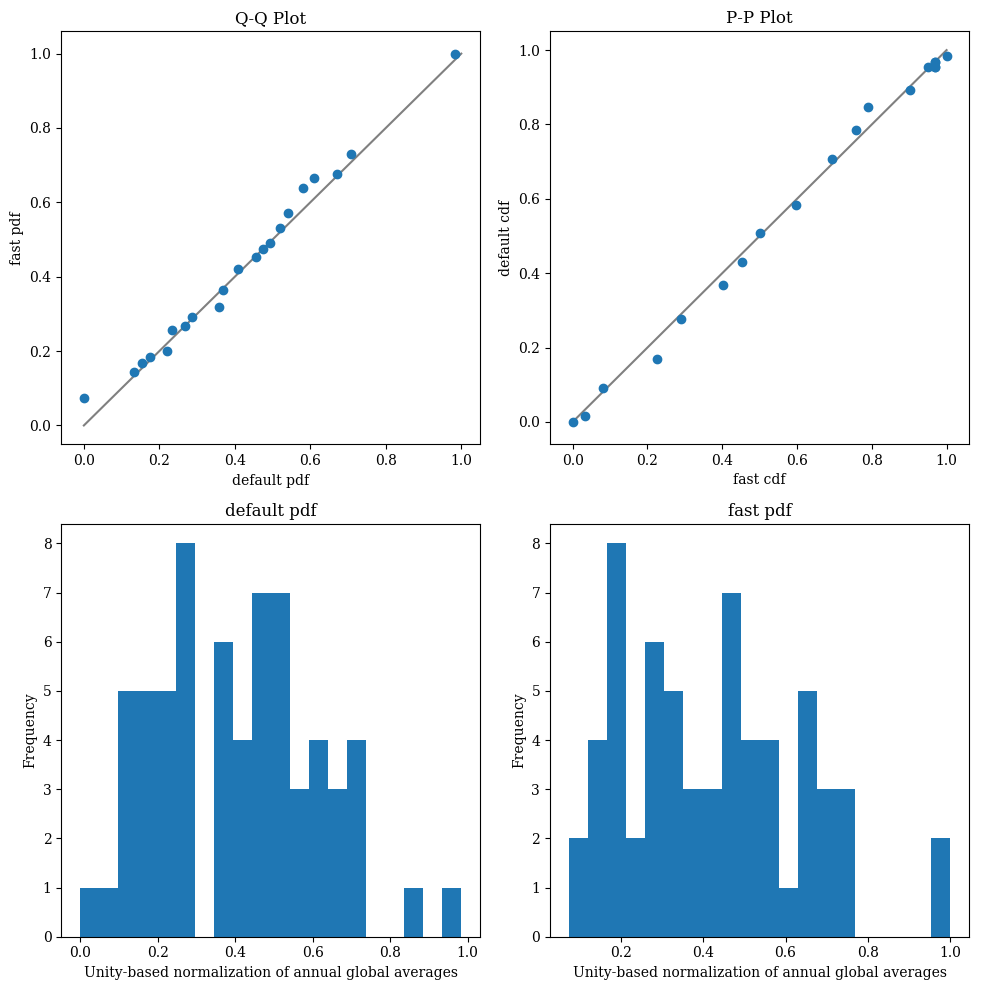 Q-Q Plot
1.0
0.8
0.6
0.4
0.2
0.0
fast pdf
0.0 0.2 0.4 0.6 0.8 1.0
default pdf
P-P Plot
1.0
0.8
0.6
0.4
0.2
0.0
default cdf
0.0 0.2 0.4 0.6 0.8 1.0
fast cdf
default pdf
8
7
6
5
4
3
2
1
0
Frequency
0.0 0.2 0.4 0.6 0.8 1.0
Unity-based normalization of annual global averages
fast pdf
8
7
6
5
4
3
2
1
0
Frequency
0.2 0.4 0.6 0.8 1.0
Unity-based normalization of annual global averages